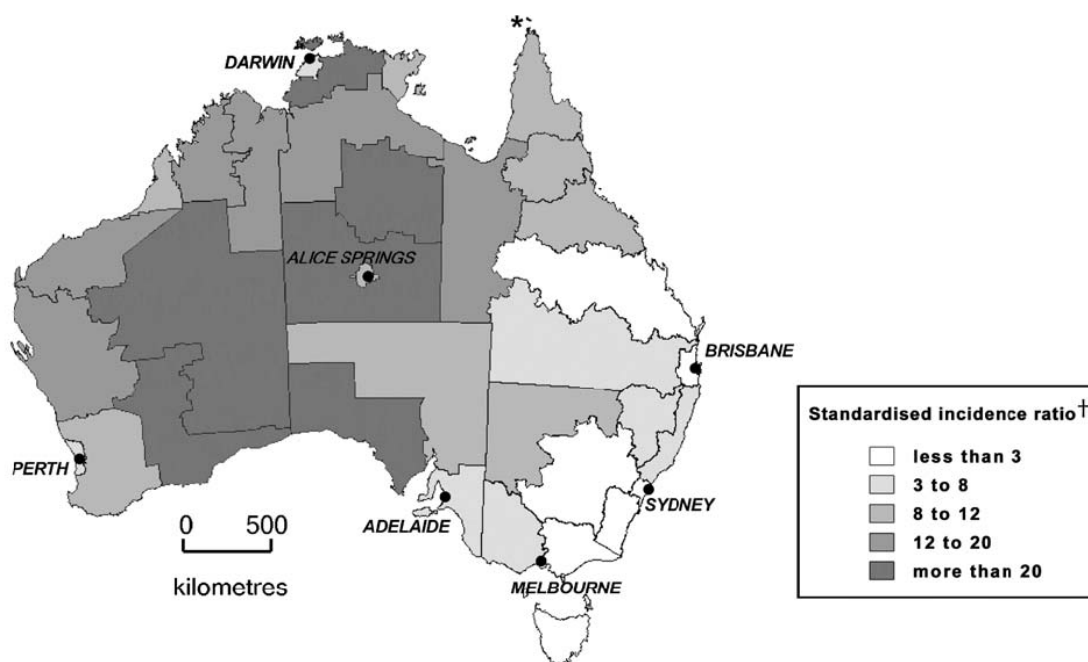 *
DARWIN
ALICE SPRINGS
BRISBANE
PERTH
ADELAIDE
SYDNEY
MELBOURNE
0 500
kilometres
Standardised incidence ratio†
less than 3
3 to 8
8 to 12
12 to 20
more than 20